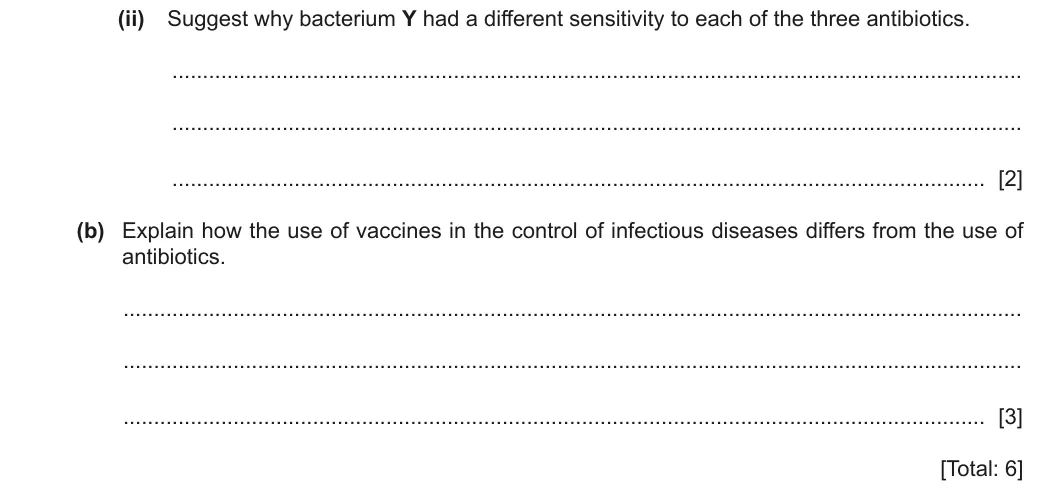 (ii) Suggest why bacterium Y had a different sensitivity to each of the three antibiotics.
..........................................................................................................................................
..........................................................................................................................................
.................................................................................................................................... [2]
(b) Explain how the use of vaccines in the control of infectious diseases differs from the use of
antibiotics.
..................................................................................................................................................
..................................................................................................................................................
............................................................................................................................................ [3]
[Total: 6]